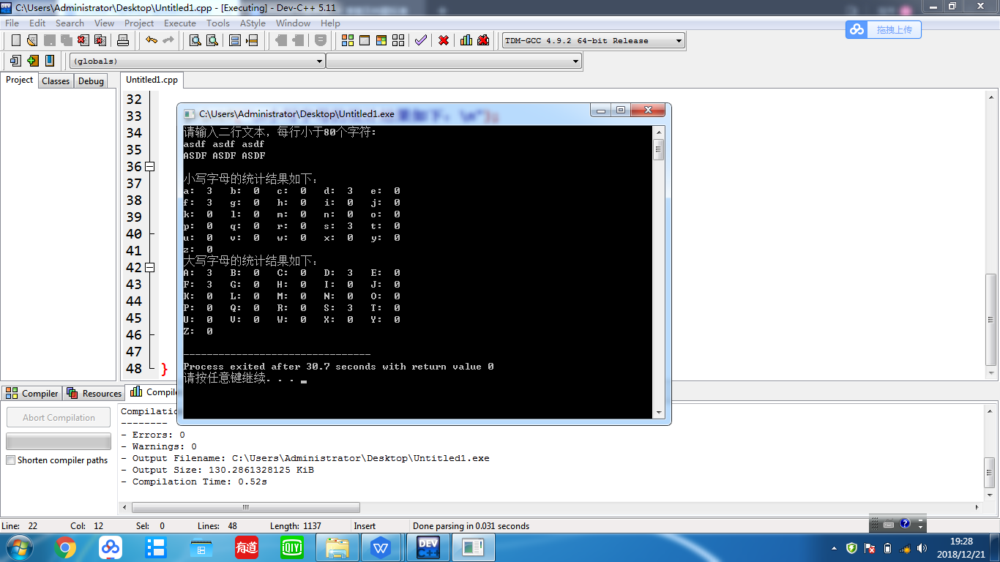 C:\Users\Administrator\Desktop\Untitled1.cpp - [Executing] - Dev-C++ 5.11
File Edit Search View Project Execute Tools AStyle Window Help
拖拽上传
TDM-GCC 4.9.2 64-bit Release
(globals)
Project Classes Debug
Untitled1.cpp
32
33 果如下：\n");
34
35
36
37
38
39
40
41
42
43
44
45
46
47
48 }
C:\Users\Administrator\Desktop\Untitled1.exe
请输入二行文本，每行小于80个字符：
asdf asdf asdf
ASDF ASDF ASDF
小写字母的统计结果如下：
a: 3 b: 0 c: 0 d: 3 e: 0
f: 3 g: 0 h: 0 i: 0 j: 0
k: 0 l: 0 m: 0 n: 0 o: 0
p: 0 q: 0 r: 0 s: 3 t: 0
u: 0 v: 0 w: 0 x: 0 y: 0
z: 0
大写字母的统计结果如下：
A: 3 B: 0 C: 0 D: 3 E: 0
F: 3 G: 0 H: 0 I: 0 J: 0
K: 0 L: 0 M: 0 N: 0 O: 0
P: 0 Q: 0 R: 0 S: 3 T: 0
U: 0 V: 0 W: 0 X: 0 Y: 0
Z: 0
--------------------------------
Process exited after 30.7 seconds with return value 0
请按任意键继续. . .
Compiler Resources Compile
Abort Compilation
Shorten compiler paths
Compilatio
--------
- Errors: 0
- Warnings: 0
- Output Filename: C:\Users\Administrator\Desktop\Untitled1.exe
- Output Size: 130.2861328125 KiB
- Compilation Time: 0.52s
Line: 22 Col: 12 Sel: 0 Lines: 48 Length: 1137 Insert Done parsing in 0.031 seconds
有道
QIY
DEV C++
19:28
2018/12/21